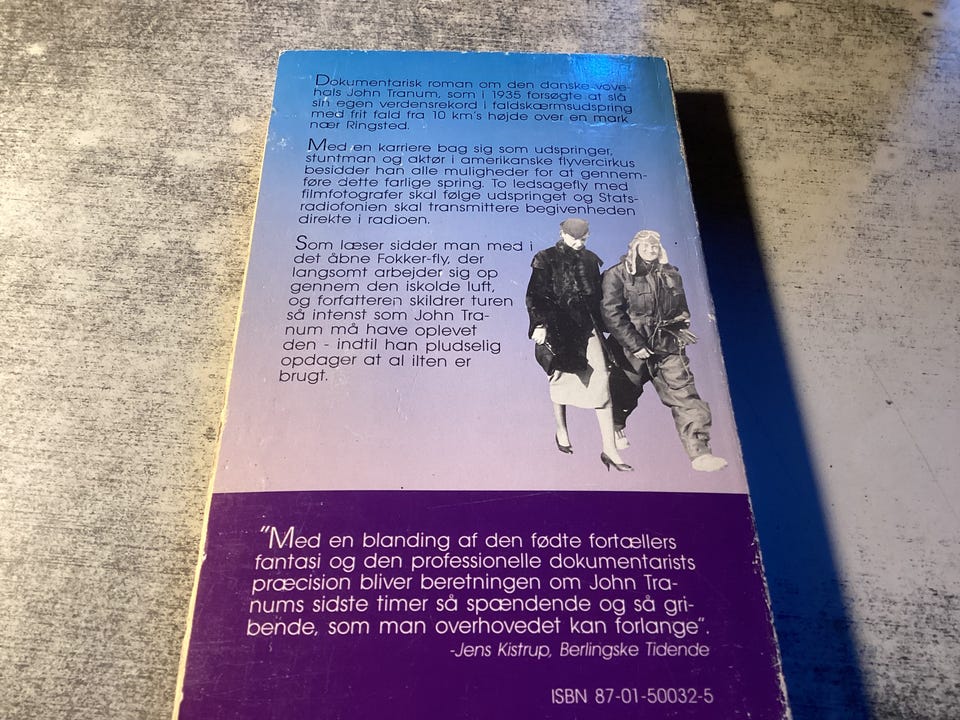 Dokumentarisk roman om den danske vove-
hals John Tranum, som i 1935 forsøgte at slå
sin egen verdensrekord i faldskærmsudspring
med frit fald fra 10 km's højde over en mark
nær Ringsted.
Med en karriere bag sig som udspringer,
stuntman og aktør i amerikanske flyvercirkus
besidder han alle muligheder for at gennem-
føre dette farlige spring. To ledsagefly med
filmfotografer skal følge udspringet og Stats-
radiofonien skal transmittere begivenheden
direkte i radioen.
Som læser sidder man med i
det åbne Fokker-fly, der
langsomt arbejder sig op
gennem den iskolde luft,
og forfatteren skildrer turen
så intenst som John Tra-
num må have oplevet
den - indtil han pludselig
opdager at al ilten er
brugt.
"Med en blanding af den fødte fortællers
fantasi og den professionelle dokumentarists
præcision bliver beretningen om John Tra-
nums sidste timer så spændende og så gri-
bende, som man overhovedet kan forlange".
-Jens Kistrup, Berlingske Tidende
ISBN 87-01-50032-5